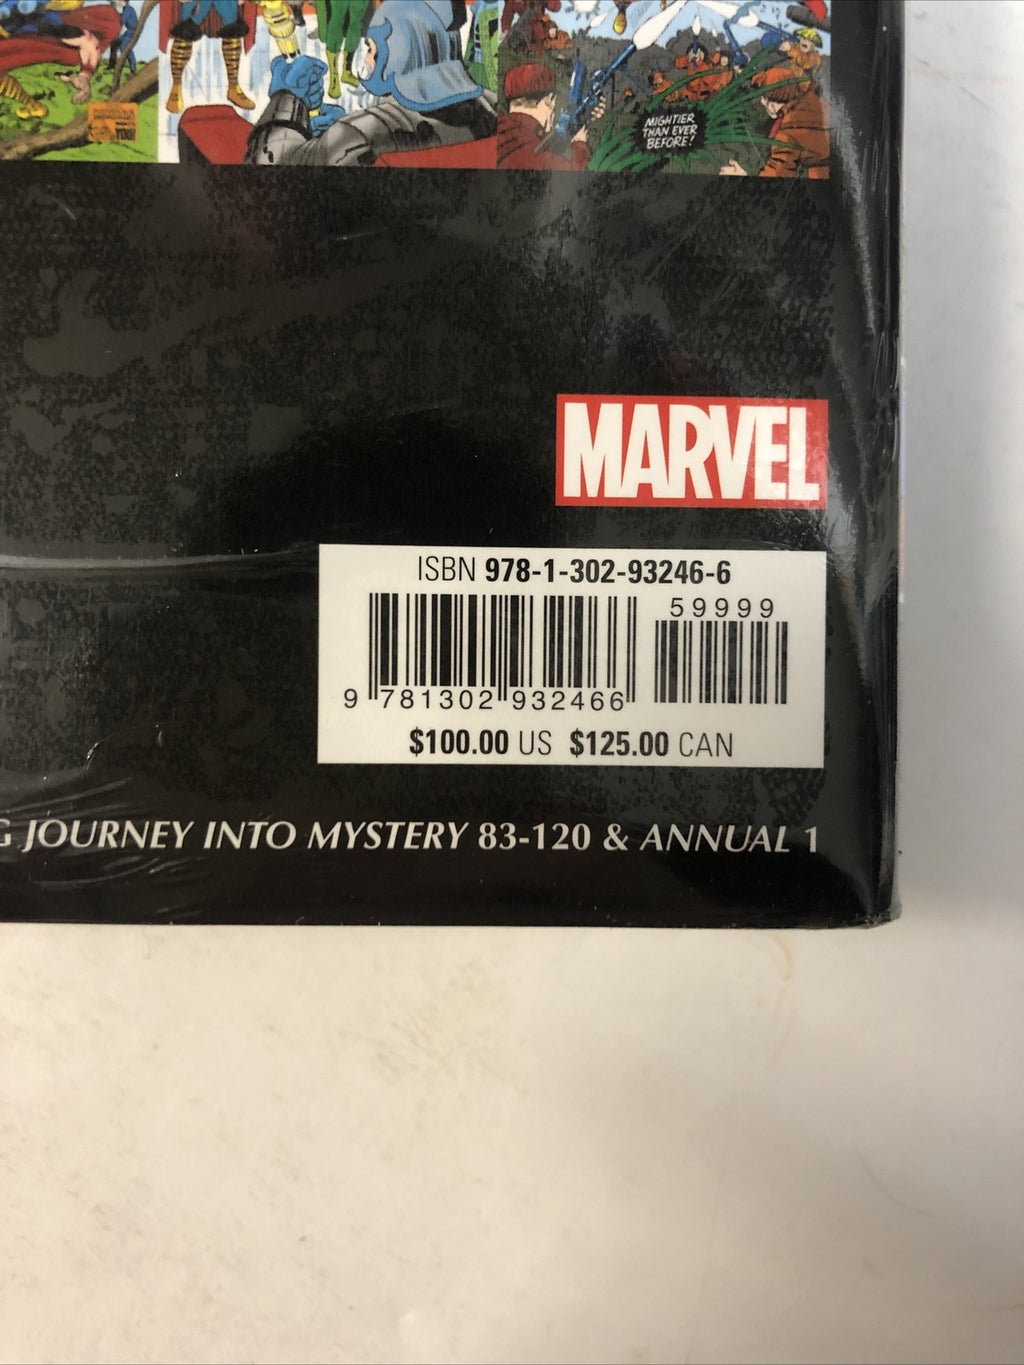 YOU!
MIGHTIER
THAN EVER
BEFORE!
MARVEL
ISBN 978-1-302-93246-6
59999
9 781302 932466
$100.00 US $125.00 CAN
G JOURNEY INTO MYSTERY 83-120 & ANNUAL 1